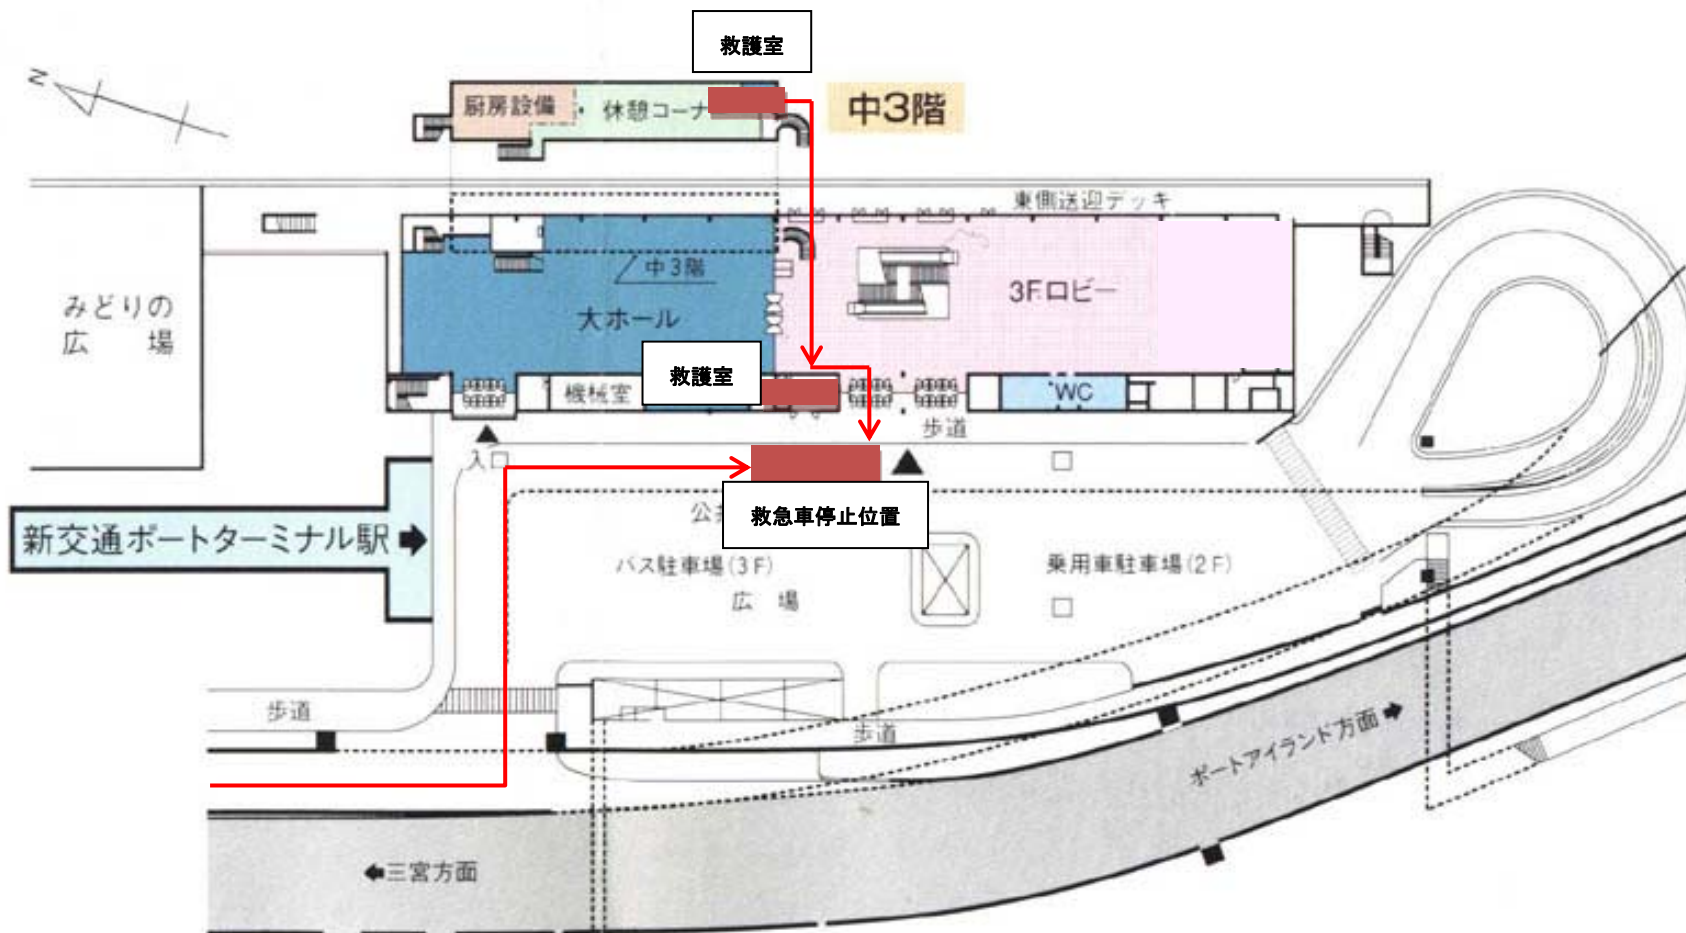 救護室
N
厨房設備
休憩コーナ
中3階
東側送迎デッキ
中3階
みどりの
広　場
大ホール
3F.ロビー
救護室
機械室
WC
歩道
入口
新交通ポートターミナル駅➡
公
救急車停止位置
バス駐車場(3F)
広　場
乗用車駐車場(2F)
歩道
歩道
ポートアイランド方面➡
⬅三宮方面